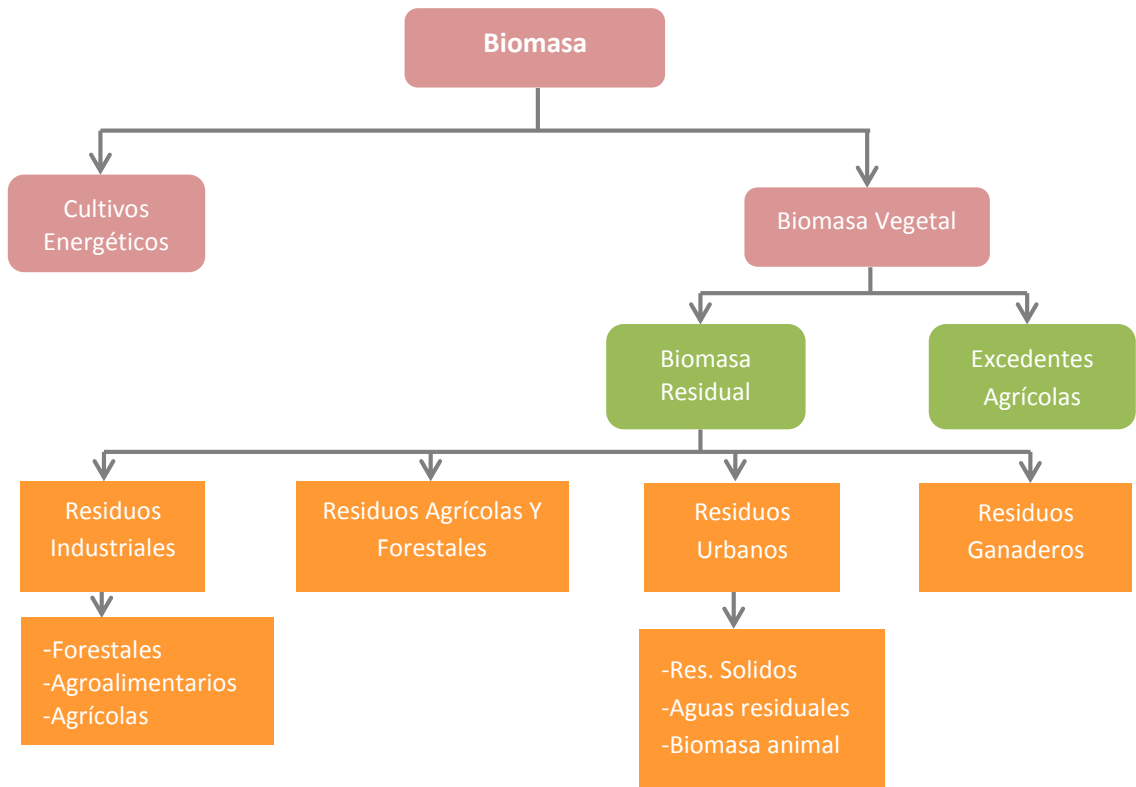 Biomasa
Cultivos
Energéticos
Biomasa Vegetal
Biomasa
Residual
Excedentes
Agrícolas
Residuos
Industriales
Residuos Agrícolas Y
Forestales
Residuos
Urbanos
Residuos
Ganaderos
-Forestales
-Agroalimentarios
-Agrícolas
-Res. Solidos
-Aguas residuales
-Biomasa animal